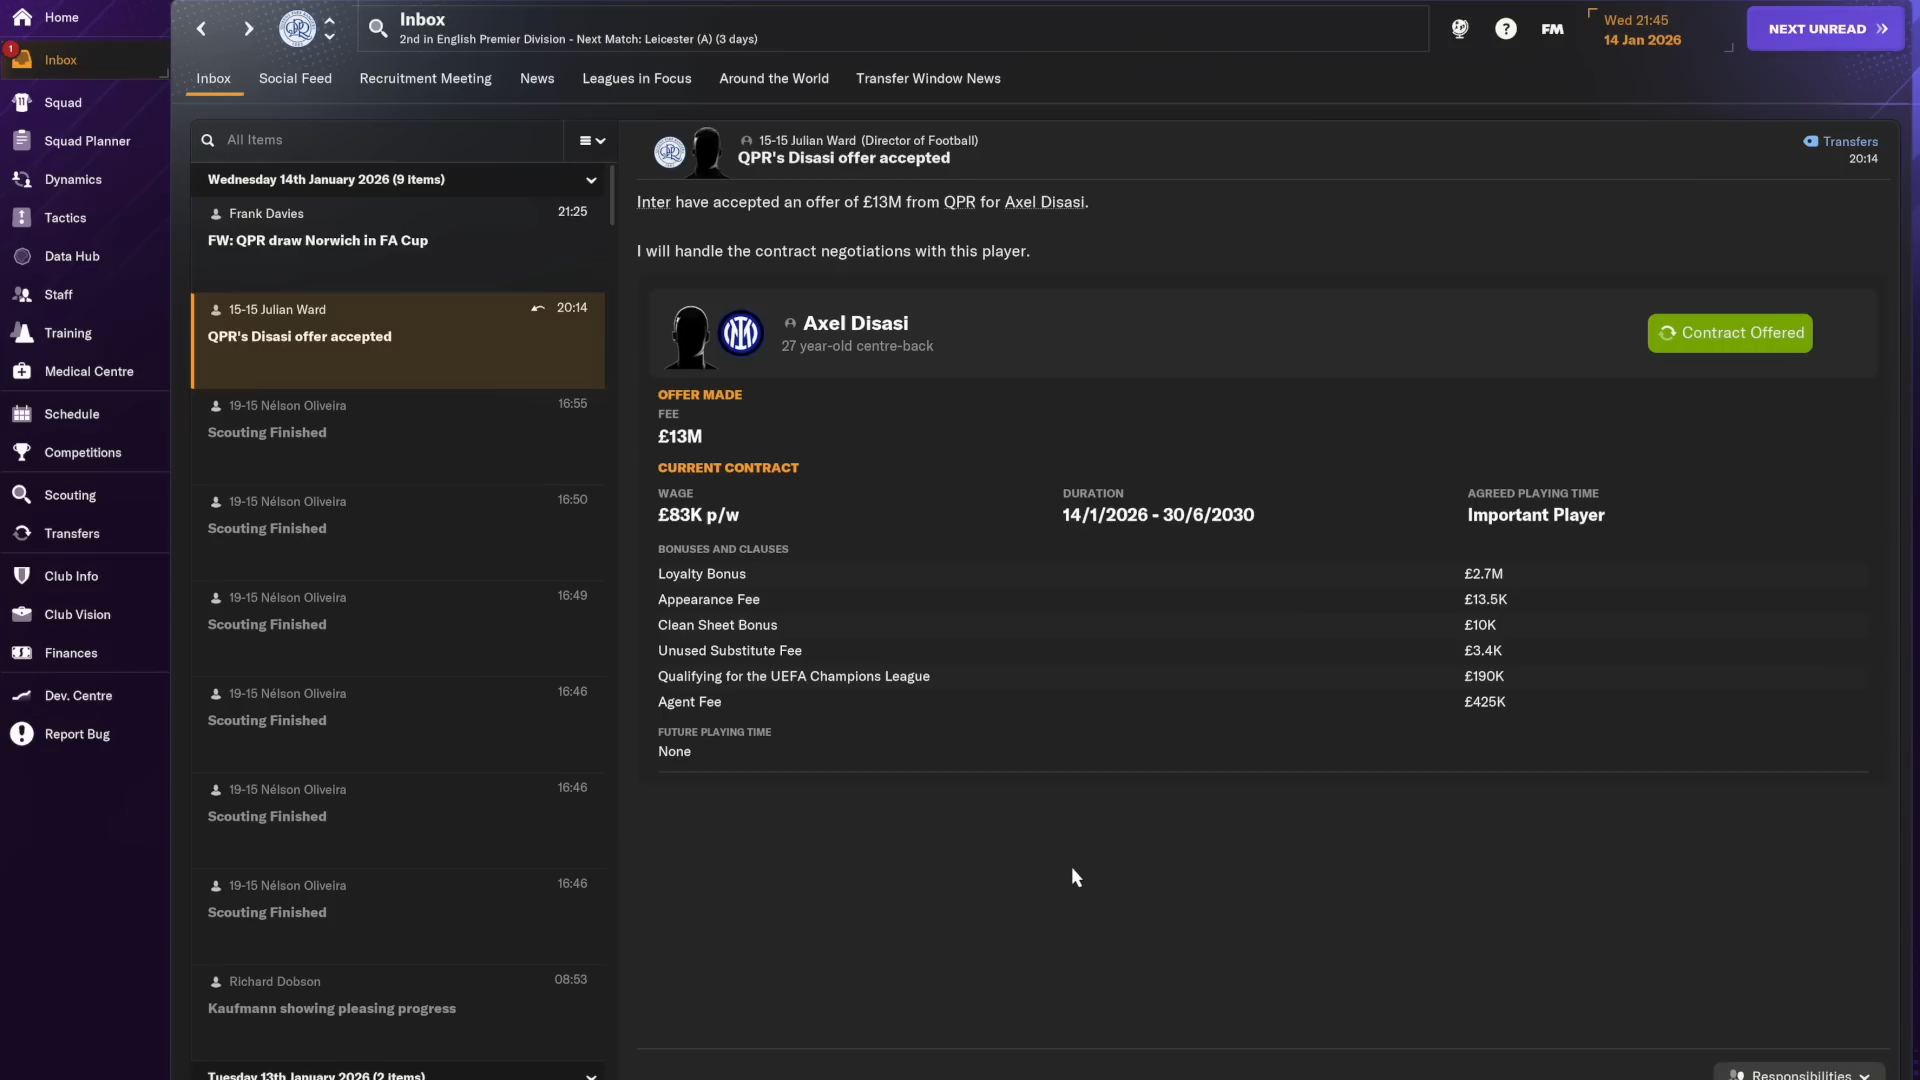 Home
1
Inbox
Squad
Squad Planner
Dynamics
Tactics
Data Hub
Staff
Training
Medical Centre
Schedule
Competitions
Scouting
Transfers
Club Info
Club Vision
Finances
Dev. Centre
Report Bug
Inbox
2nd in English Premier Division - Next Match: Leicester (A) (3 days)
FM
Wed 21:45
14 Jan 2026
NEXT UNREAD
Inbox
Social Feed
Recruitment Meeting
News
Leagues in Focus
Around the World
Transfer Window News
All Items
Wednesday 14th January 2026 (9 items)
Frank Davies 21:25
FW: QPR draw Norwich in FA Cup
15-15 Julian Ward 20:14
QPR's Disasi offer accepted
19-15 Nélson Oliveira 16:55
Scouting Finished
19-15 Nélson Oliveira 16:50
Scouting Finished
19-15 Nélson Oliveira 16:49
Scouting Finished
19-15 Nélson Oliveira 16:46
Scouting Finished
19-15 Nélson Oliveira 16:46
Scouting Finished
19-15 Nélson Oliveira 16:46
Scouting Finished
Richard Dobson 08:53
Kaufmann showing pleasing progress
Tuesday 13th January 2026 (2 items)
15-15 Julian Ward (Director of Football)
QPR's Disasi offer accepted
Transfers
20:14
Inter have accepted an offer of £13M from QPR for Axel Disasi.
I will handle the contract negotiations with this player.
Axel Disasi
27 year-old centre-back
Contract Offered
OFFER MADE
FEE
£13M
CURRENT CONTRACT
WAGE DURATION AGREED PLAYING TIME
£83K p/w 14/1/2026 - 30/6/2030 Important Player
BONUSES AND CLAUSES
Loyalty Bonus £2.7M
Appearance Fee £13.5K
Clean Sheet Bonus £10K
Unused Substitute Fee £3.4K
Qualifying for the UEFA Champions League £190K
Agent Fee £425K
FUTURE PLAYING TIME
None
Responsibilities